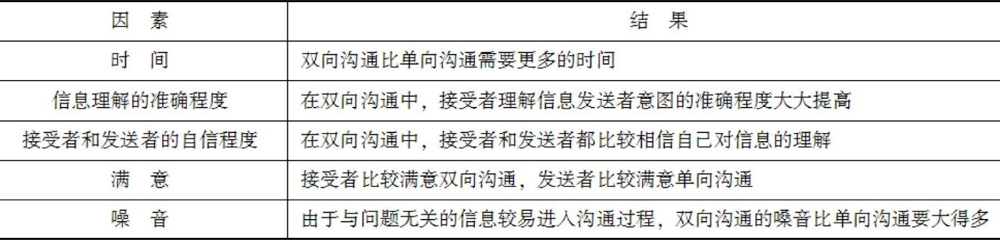 因 素 结 果
时 间 双向沟通比单向沟通需要更多的时间
信息理解的准确程度 在双向沟通中，接受者理解信息发送者意图的准确程度大大提高
接受者和发送者的自信程度 在双向沟通中，接受者和发送者都比较相信自己对信息的理解
满 意 接受者比较满意双向沟通，发送者比较满意单向沟通
噪 音 由于与问题无关的信息较易进入沟通过程，双向沟通的嗓音比单向沟通要大得多